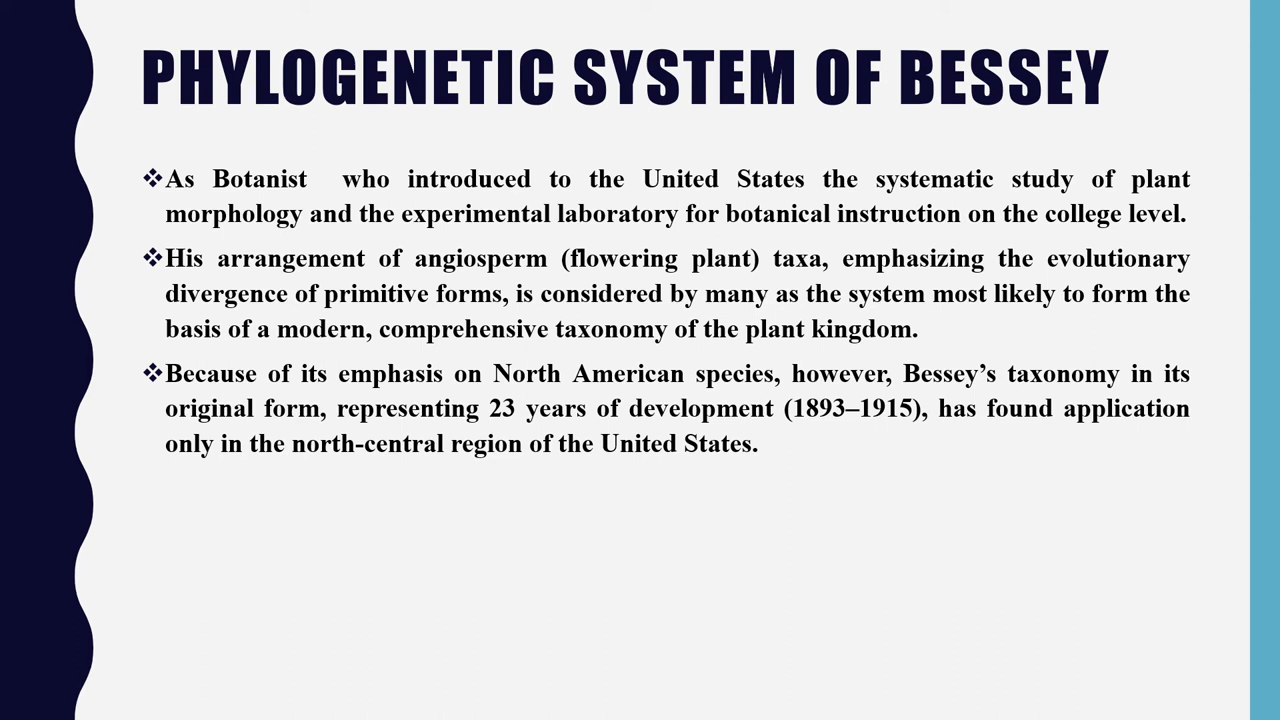 PHYLOGENETIC SYSTEM OF BESSEY
❖As Botanist who introduced to the United States the systematic study of plant
morphology and the experimental laboratory for botanical instruction on the college level.
❖His arrangement of angiosperm (flowering plant) taxa, emphasizing the evolutionary
divergence of primitive forms, is considered by many as the system most likely to form the
basis of a modern, comprehensive taxonomy of the plant kingdom.
❖Because of its emphasis on North American species, however, Bessey’s taxonomy in its
original form, representing 23 years of development (1893–1915), has found application
only in the north-central region of the United States.